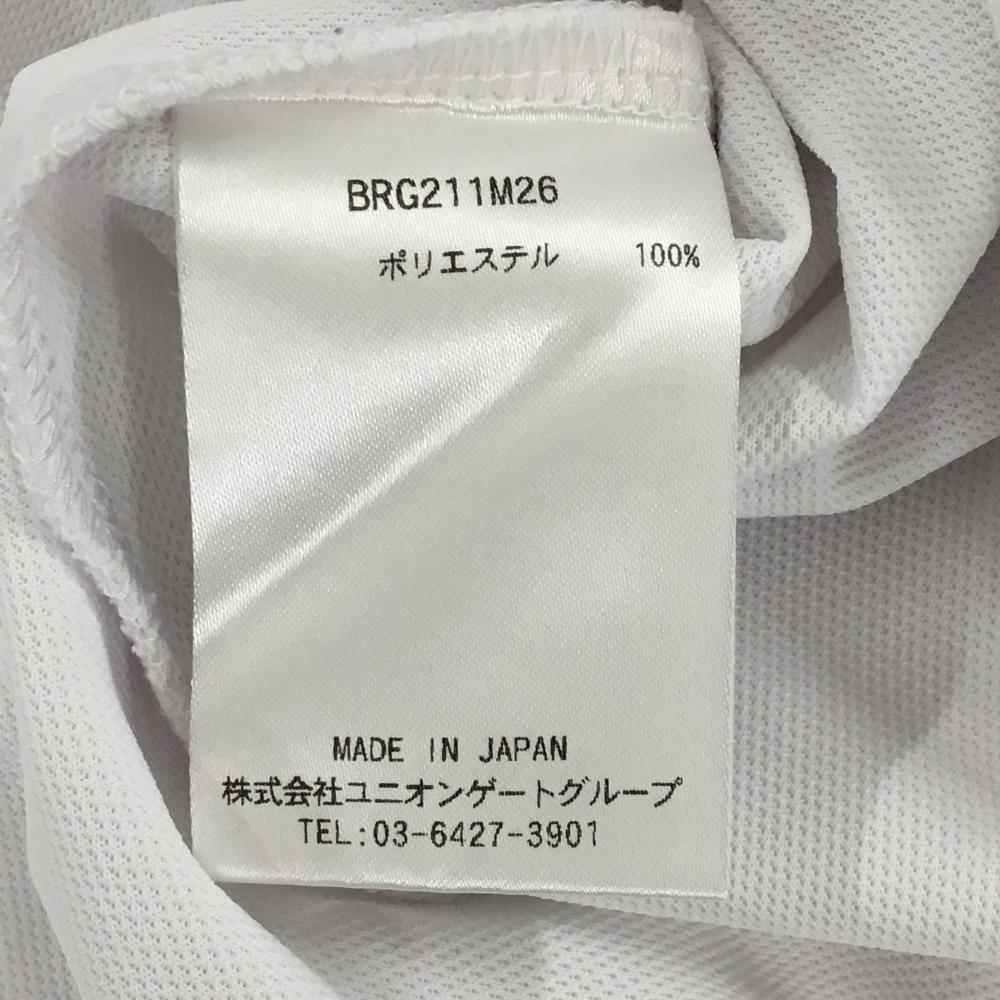 BRG211M26
ポリエステル 100%
MADE IN JAPAN
株式会社ユニオンゲートグループ
TEL:03-6427-3901